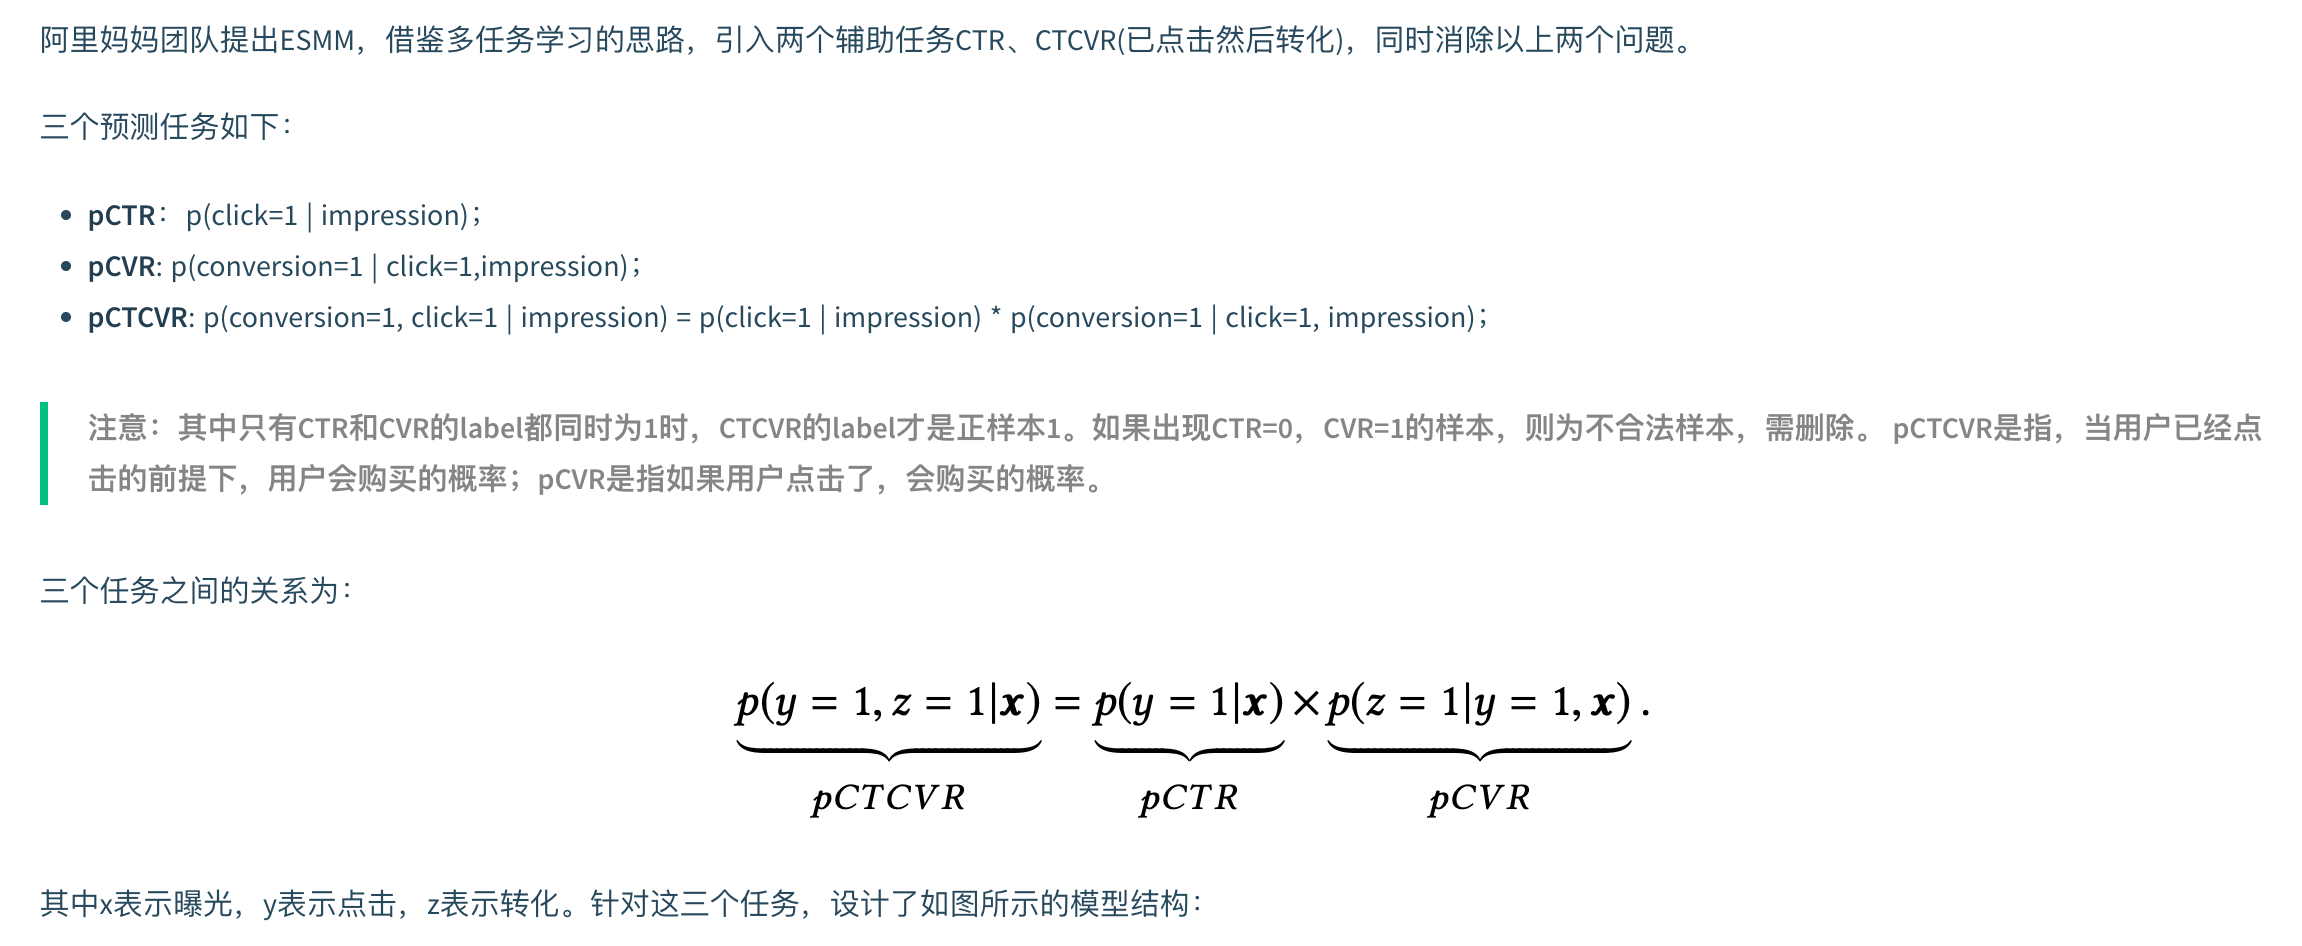 阿里妈妈团队提出ESMM，借鉴多任务学习的思路，引入两个辅助任务CTR、CTCVR(已点击然后转化)，同时消除以上两个问题。
三个预测任务如下：
• pCTR： p(click=1 | impression)；
• pCVR: p(conversion=1 | click=1,impression)；
• pCTCVR: p(conversion=1, click=1 | impression) = p(click=1 | impression) * p(conversion=1 | click=1, impression)；
注意：其中只有CTR和CVR的label都同时为1时，CTCVR的label才是正样本1。如果出现CTR=0，CVR=1的样本，则为不合法样本，需删除。 pCTCVR是指，当用户已经点
击的前提下，用户会购买的概率；pCVR是指如果用户点击了，会购买的概率。
三个任务之间的关系为：
p(y = 1, z = 1|x) = p(y = 1|x) × p(z = 1|y = 1, x) .
pCTCVR pCTR pCVR
其中x表示曝光，y表示点击，z表示转化。针对这三个任务，设计了如图所示的模型结构：